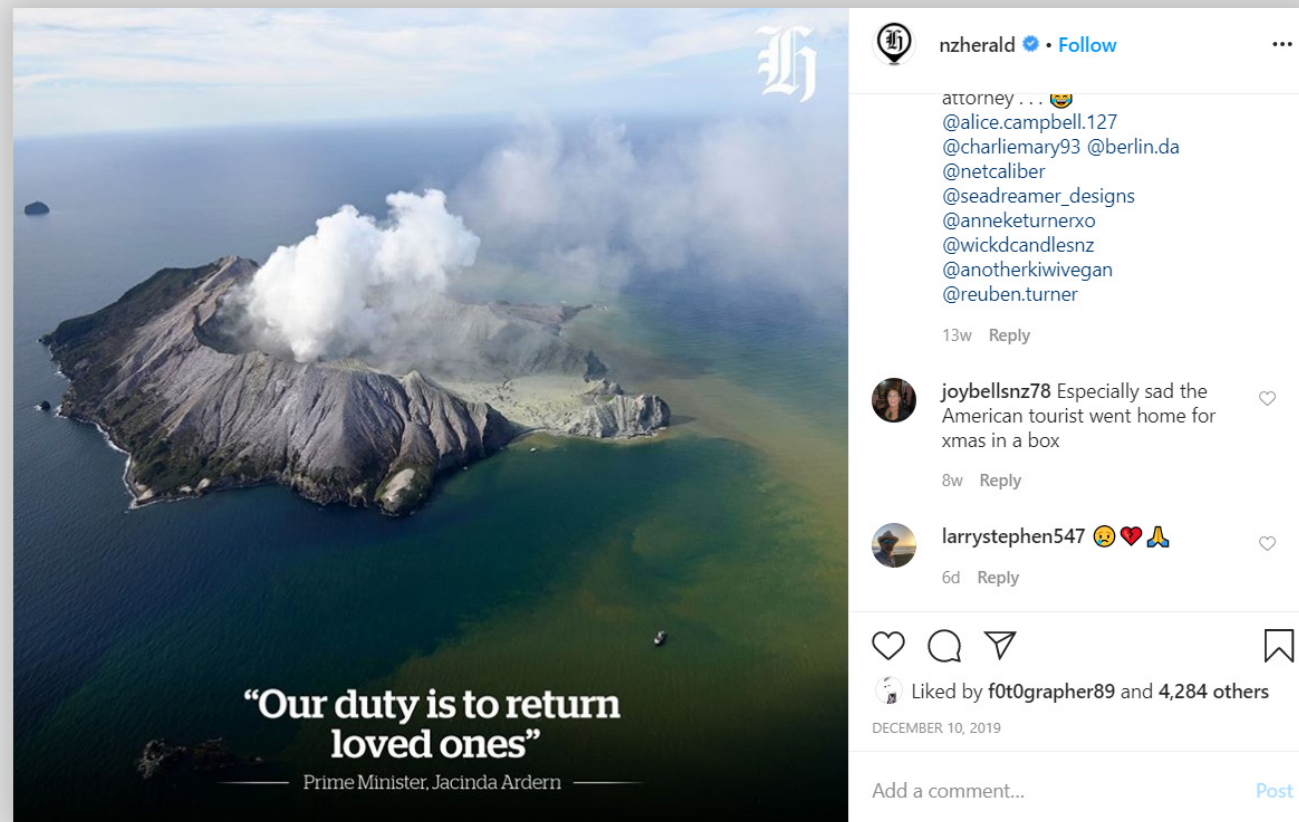 nzherald • Follow
attorney . . . 😂
@alice.campbell.127
@charliemary93 @berlin.da
@netcaliber
@seadreamer_designs
@anneketurnerxo
@wickdcandlesnz
@anotherkiwivegan
@reuben.turner
13w Reply
joybellsnz78 Especially sad the
American tourist went home for
xmas in a box
8w Reply
larrystephen547 😢💔🙏
6d Reply
Liked by f0t0grapher89 and 4,284 others
DECEMBER 10, 2019
Add a comment... Post
“Our duty is to return
loved ones”
Prime Minister, Jacinda Ardern